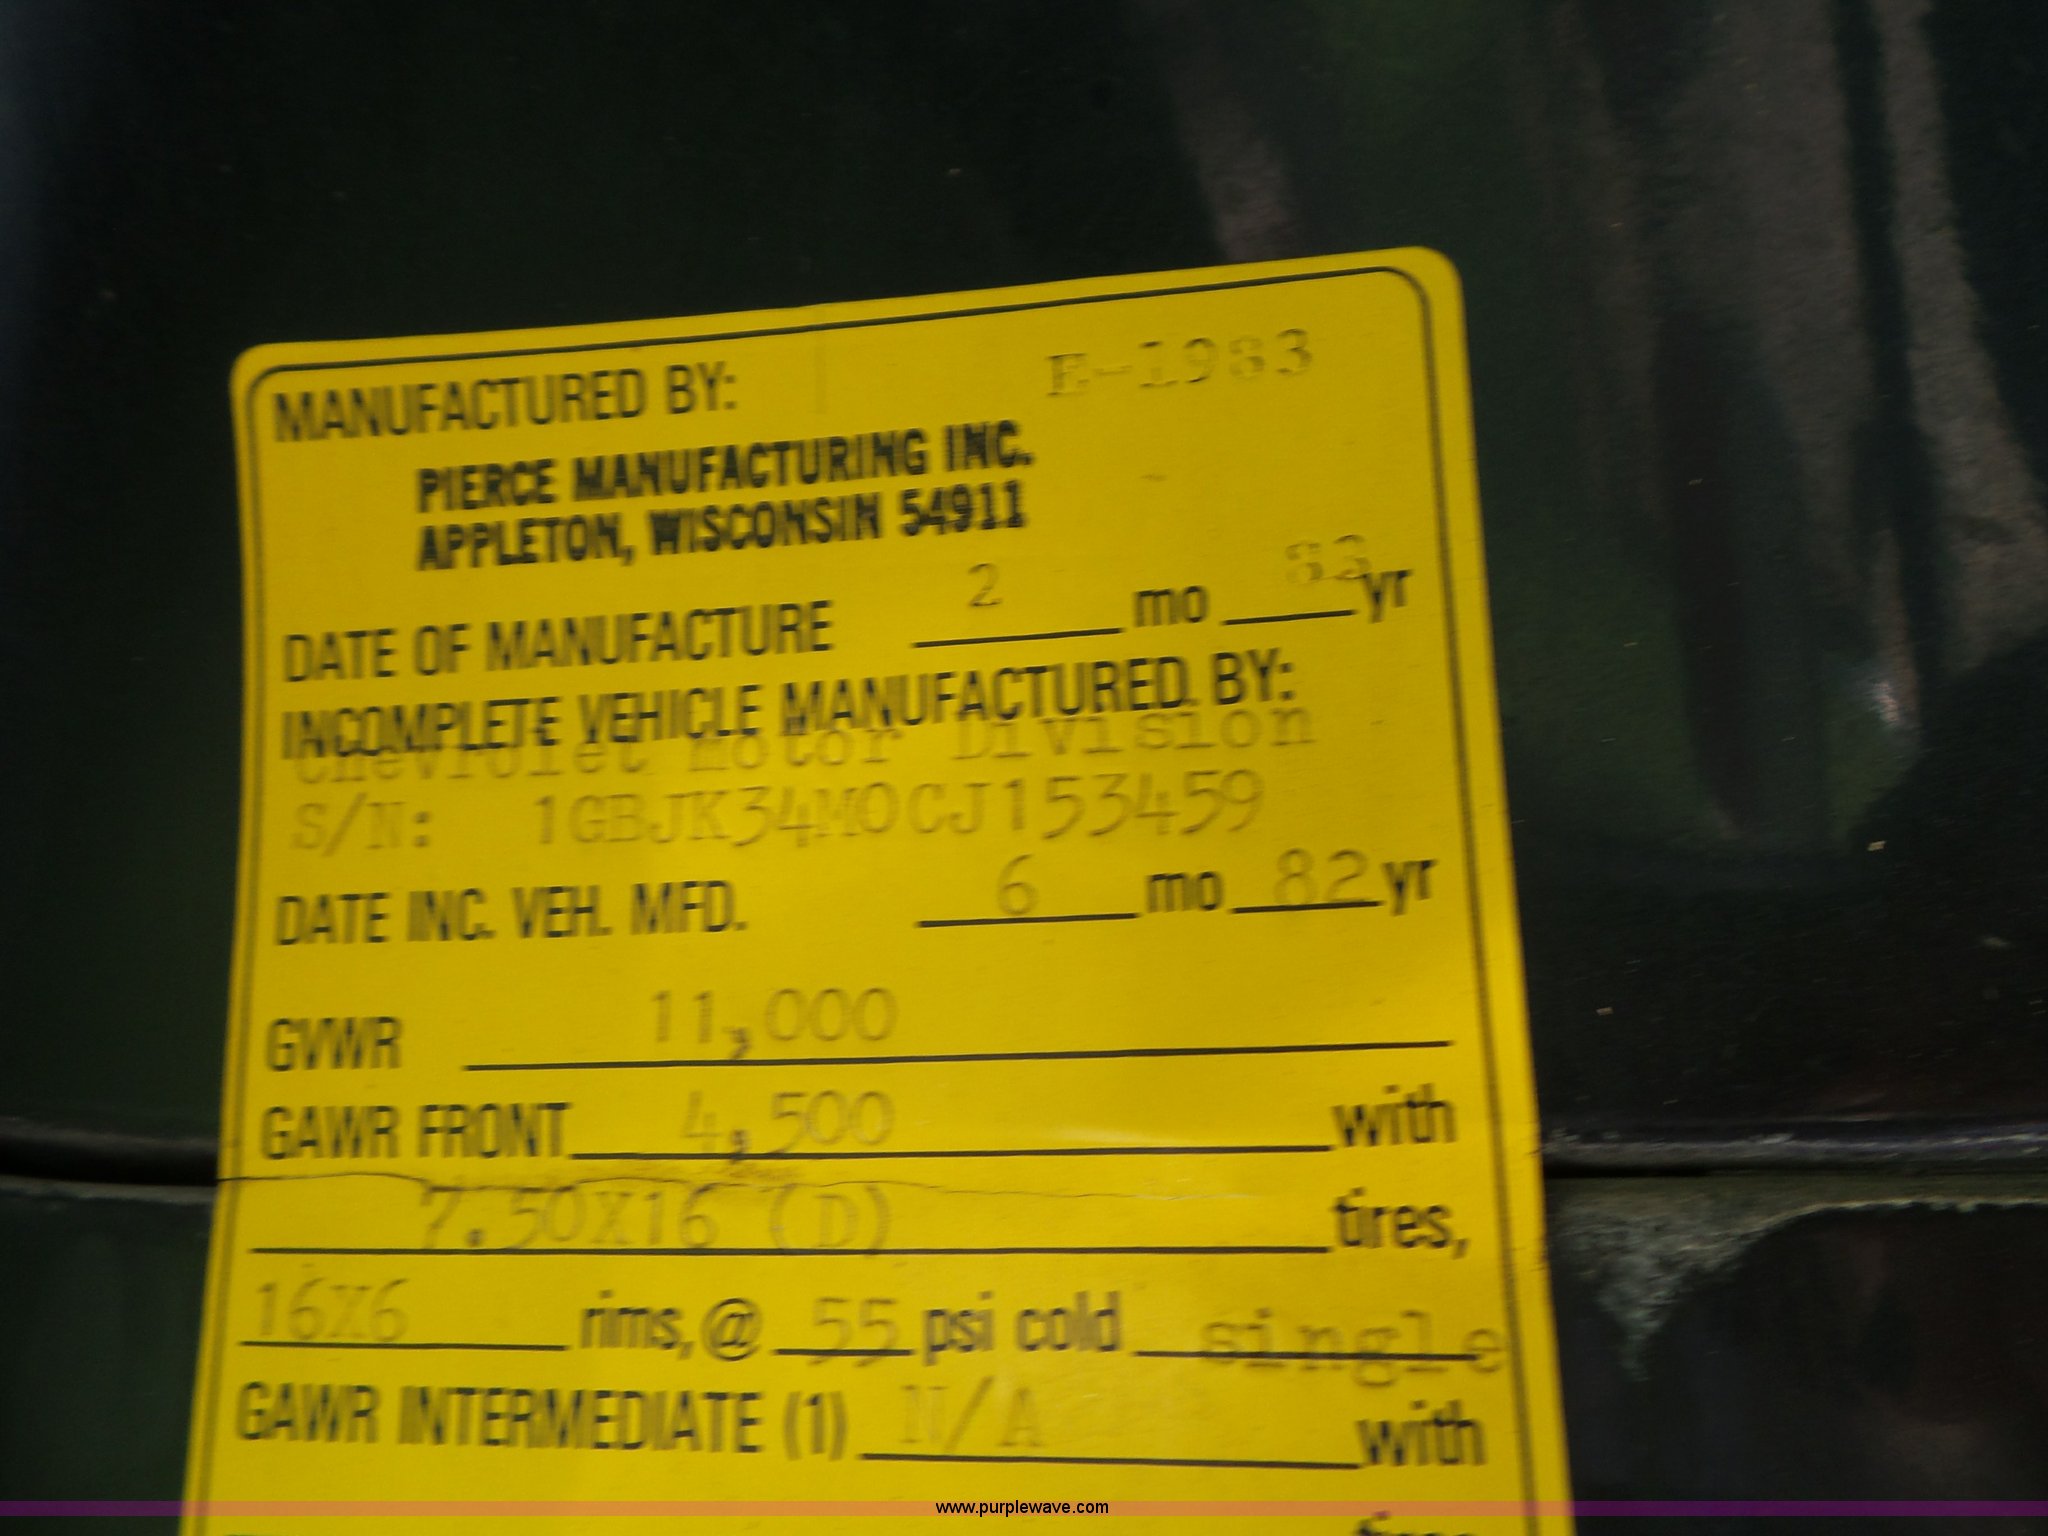 MANUFACTURED BY: E-1983
PIERCE MANUFACTURING INC.
APPLETON, WISCONSIN 54911
DATE OF MANUFACTURE 2 mo 83 yr
INCOMPLETE VEHICLE MANUFACTURED BY:
Chevrolet Motor Division
S/N: 1GBJK34M0CJ153459
DATE INC. VEH. MFD. 6 mo 82 yr
GVWR 11,000
GAWR FRONT 4,500 with
7.50X16 (D) tires,
16X6 rims, @ 55 psi cold single
GAWR INTERMEDIATE (1) N/A with
www.purplewave.com